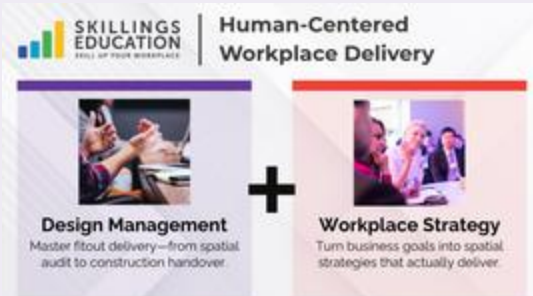 SKILLINGS
EDUCATION
SKILL UP YOUR WORKPLACE
Human-Centered
Workplace Delivery
Design Management
Master fitout delivery—from spatial
audit to construction handover.
Workplace Strategy
Turn business goals into spatial
strategies that actually deliver.